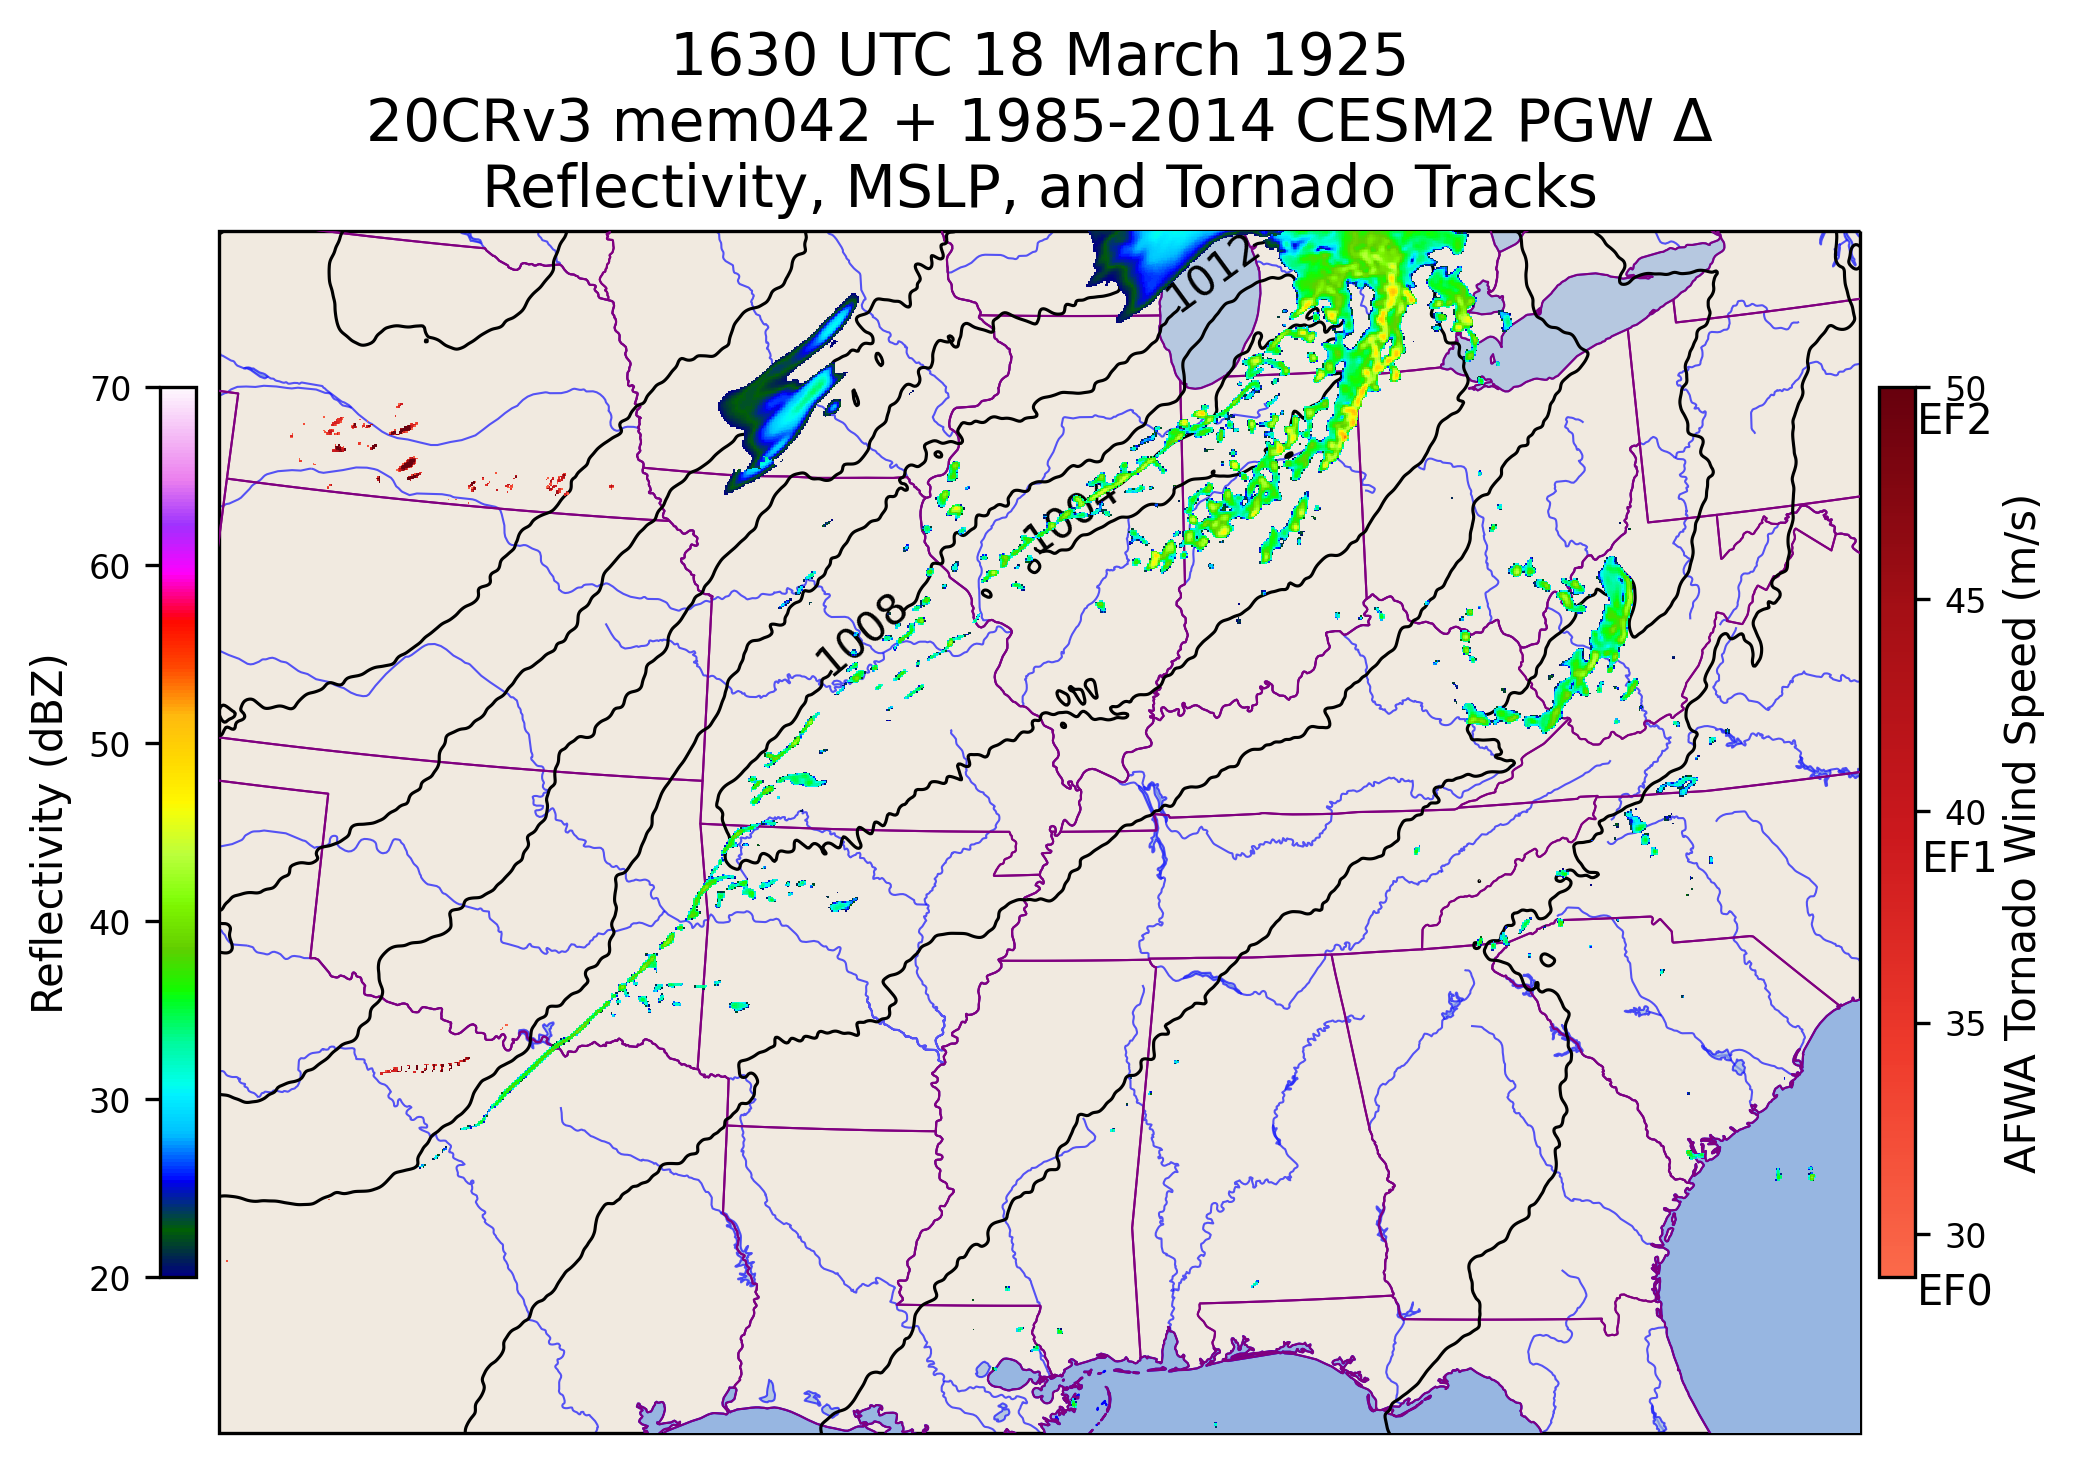 1630 UTC 18 March 1925
20CRv3 mem042 + 1985-2014 CESM2 PGW Δ
Reflectivity, MSLP, and Tornado Tracks
1012
1004
1008
70
60
50
40
30
20
Reflectivity (dBZ)
50
EF2
45
40
EF1
35
30
EF0
AFWA Tornado Wind Speed (m/s)